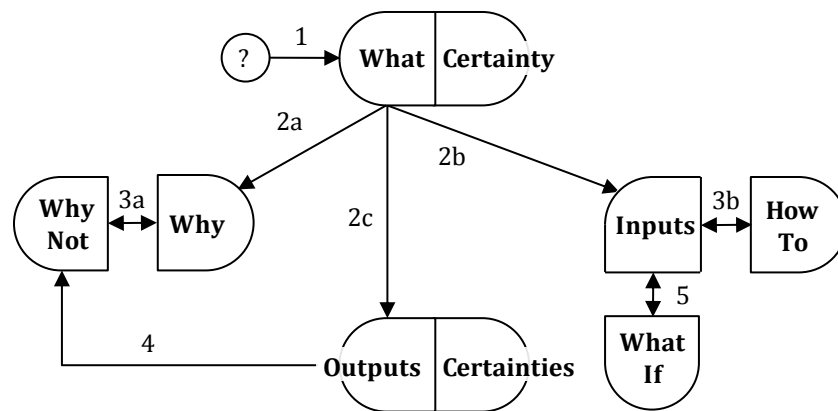 1
? What Certainty
2a
2b
Why
Not
3a
Why
2c
Inputs
3b
How
To
5
4
Outputs Certainties
What
If